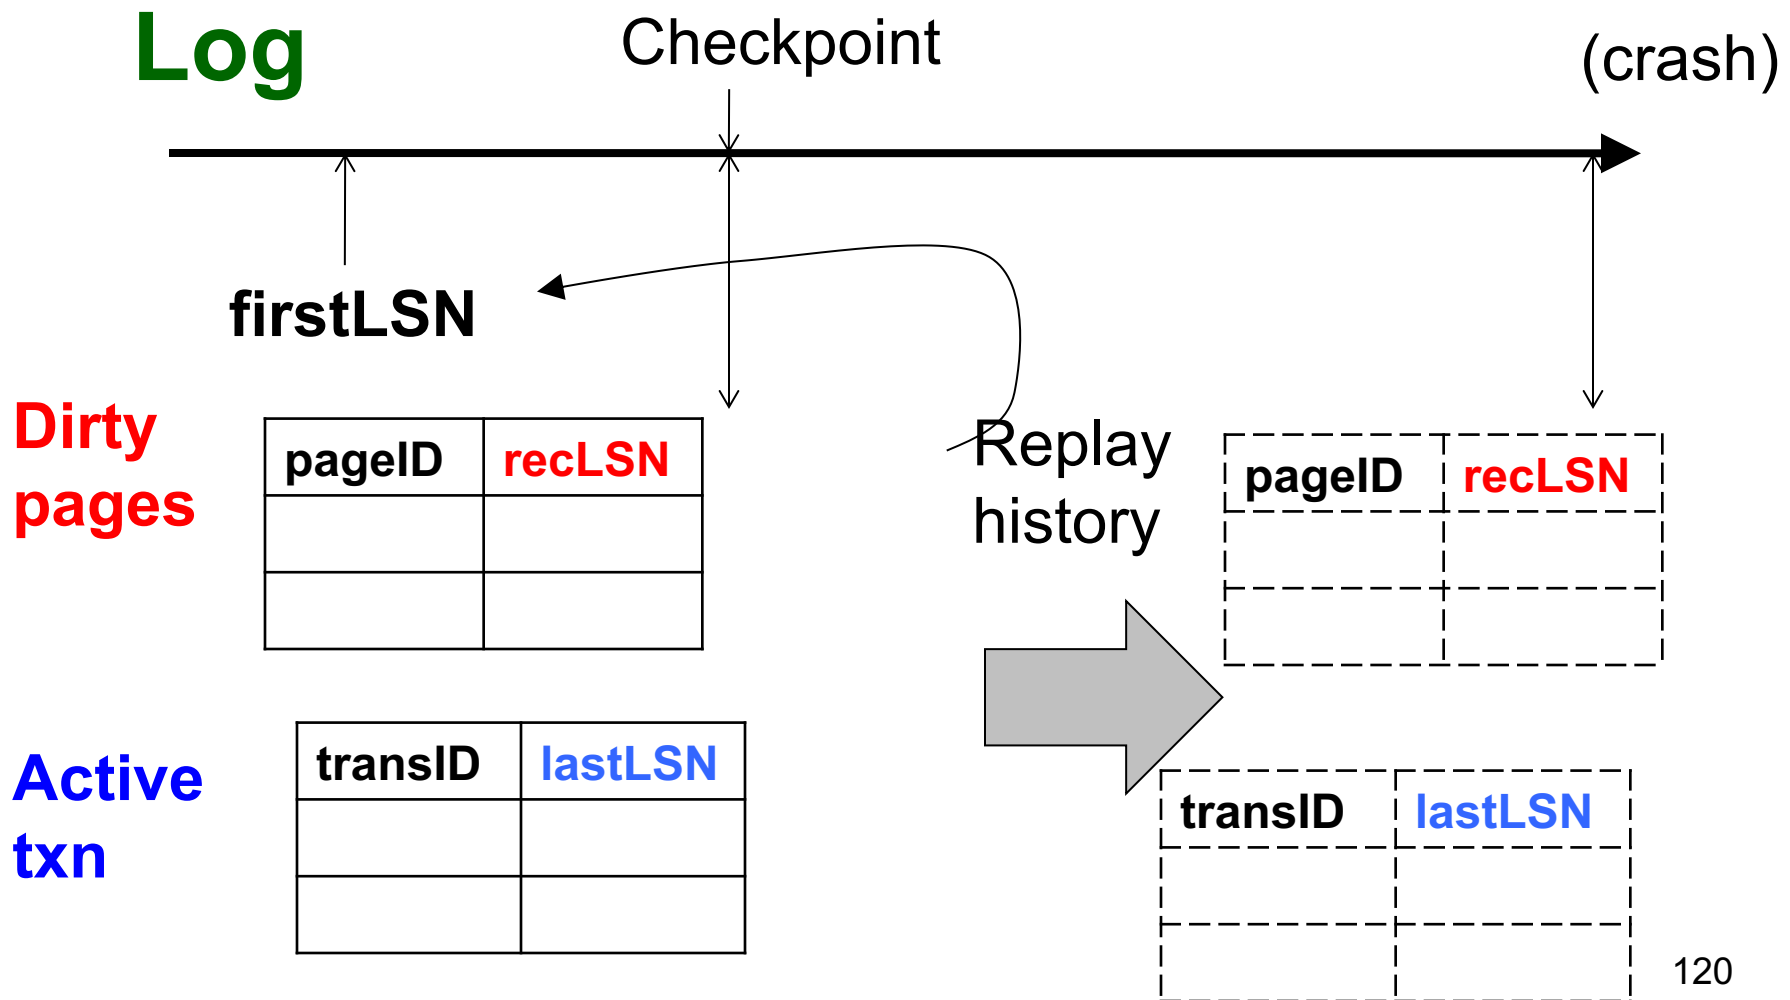 Log
Checkpoint
(crash)
firstLSN
Dirty
pages
pageID recLSN
Replay
history
pageID recLSN
Active
txn
transID lastLSN
transID lastLSN
120